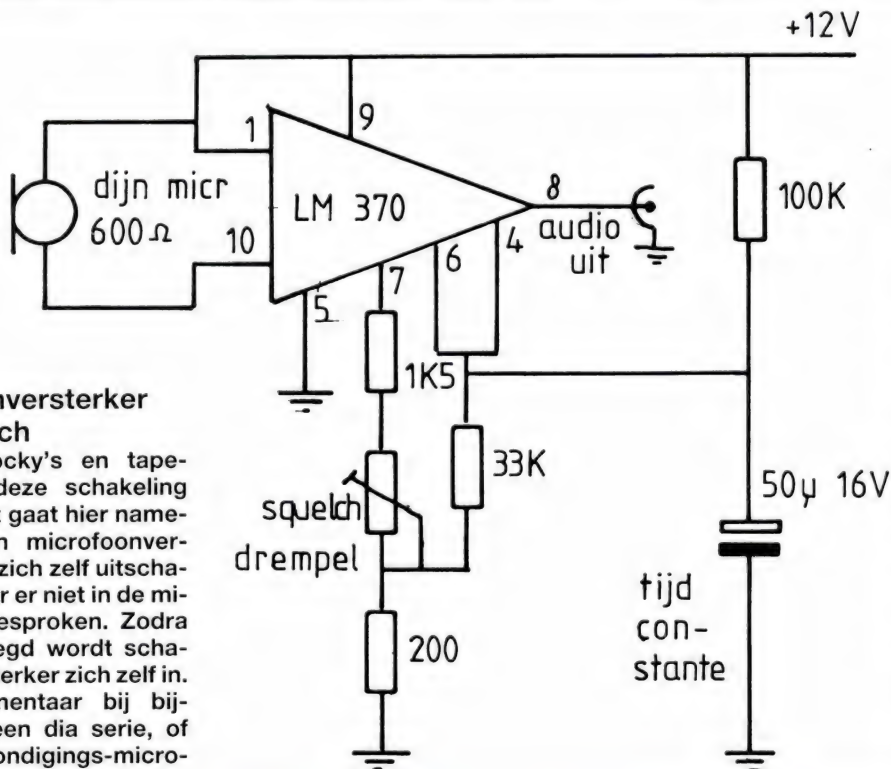 +12V
1
9
dijn micr
600Ω
LM 370
8
audio
uit
100K
10
6
4
7
5
1K5
nversterker
ch
ocky's en tape-
deze schakeling
t gaat hier name-
n microfoonver-
zich zelf uitscha-
r er niet in de mi-
esproken. Zodra
egd wordt scha-
erker zich zelf in.
mentaar bij bij-
een dia serie, of
ondigings-micro-
33K
squelch
drempel
200
50µ 16V
tijd
con-
stante